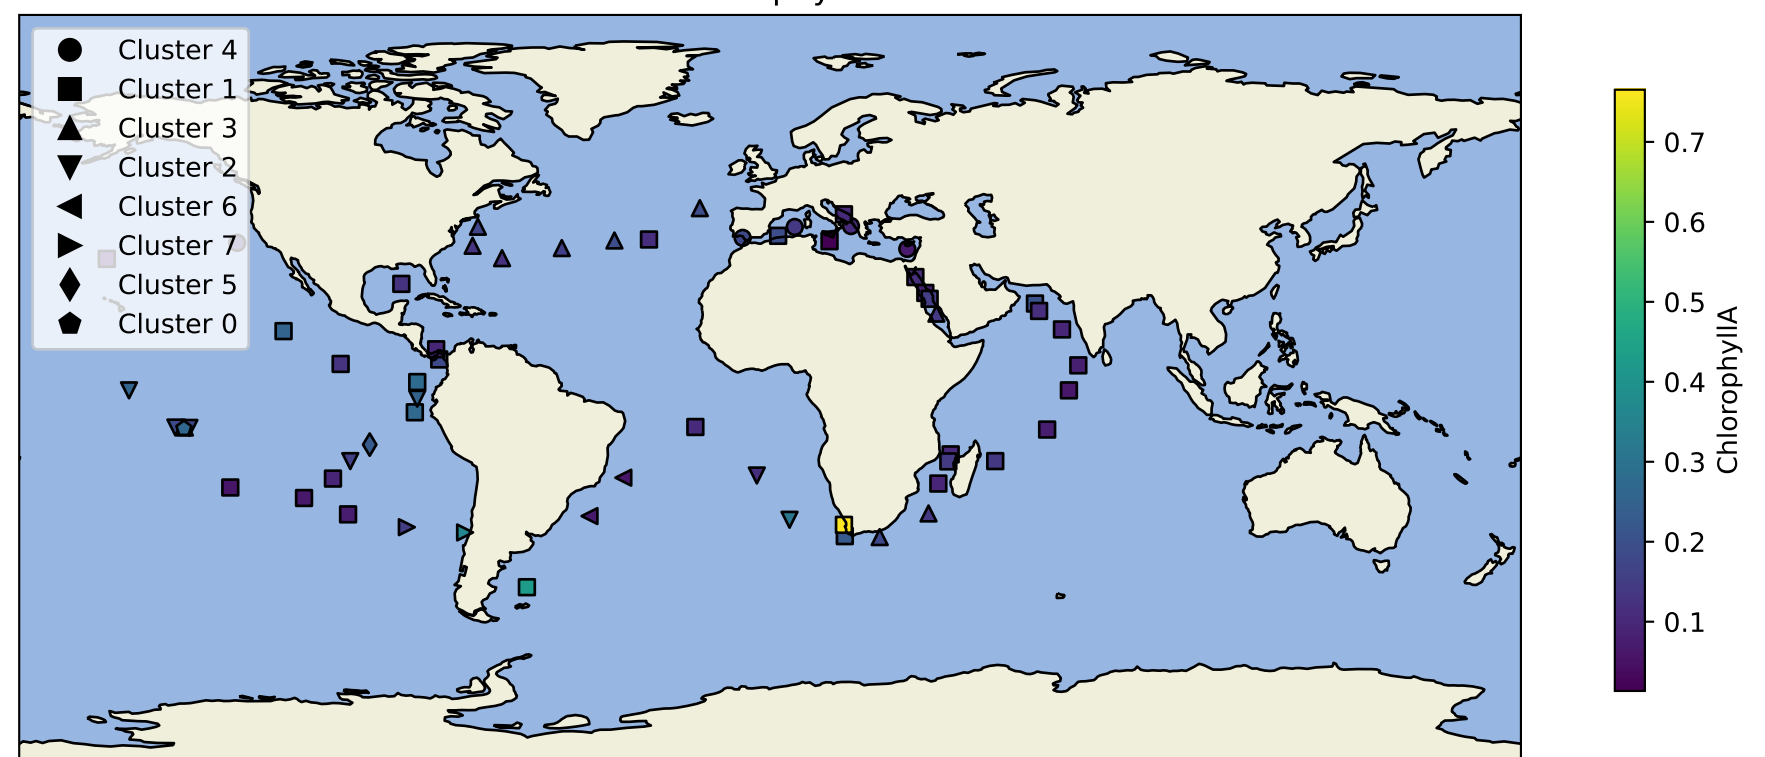 Cluster 4
Cluster 1
Cluster 3
Cluster 2
Cluster 6
Cluster 7
Cluster 5
Cluster 0
0.7
0.6
0.5
0.4
0.3
0.2
0.1
ChlorophyllA